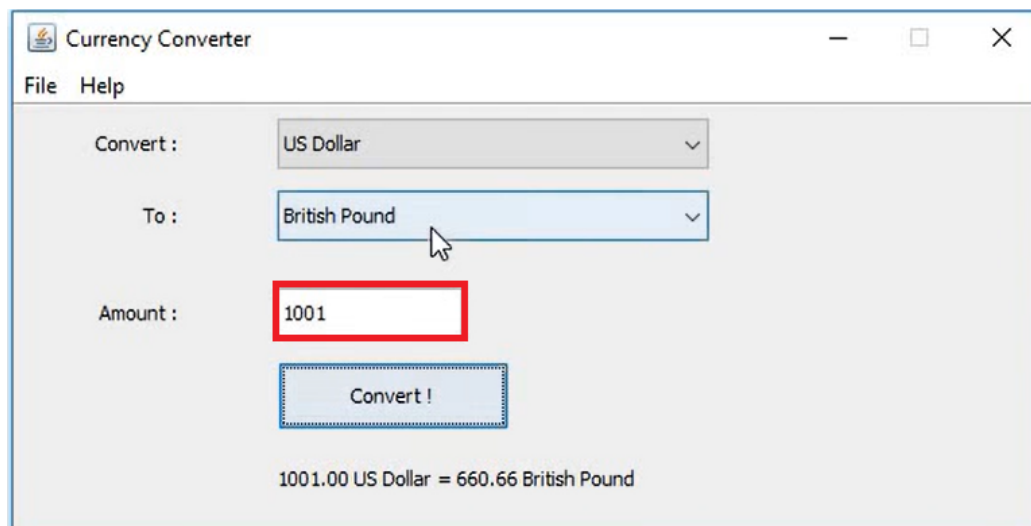 Currency Converter
File Help
Convert : US Dollar
To : British Pound
Amount : 1001
Convert !
1001.00 US Dollar = 660.66 British Pound